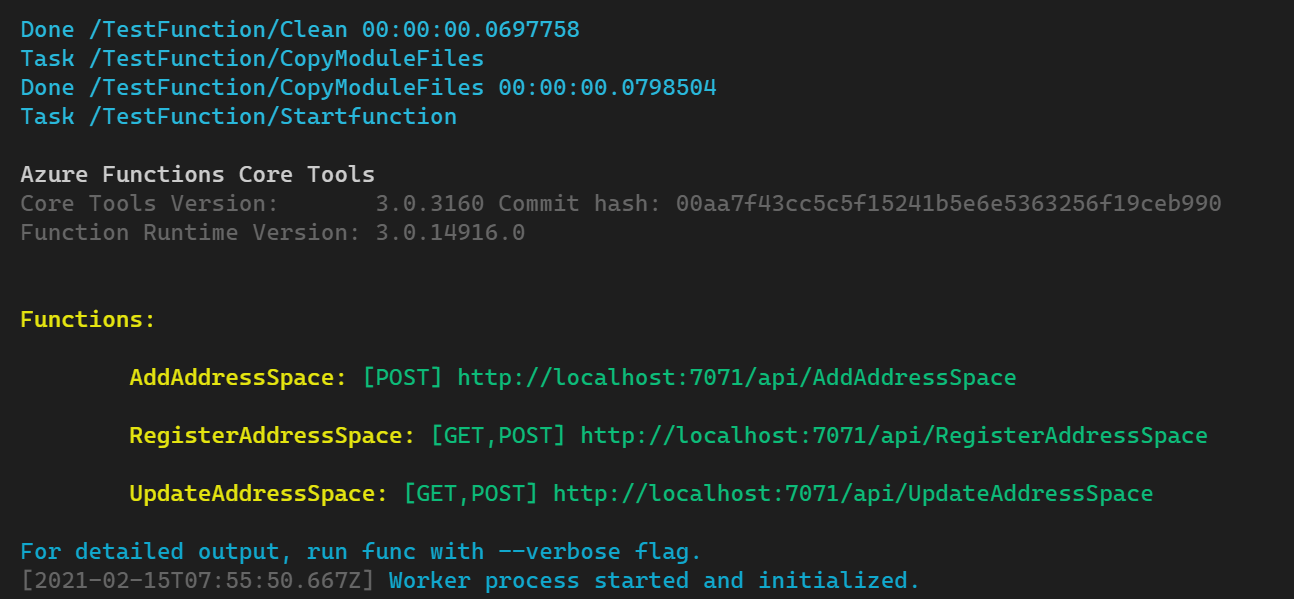 Done /TestFunction/Clean 00:00:00.0697758
Task /TestFunction/CopyModuleFiles
Done /TestFunction/CopyModuleFiles 00:00:00.0798504
Task /TestFunction/Startfunction
Azure Functions Core Tools
Core Tools Version: 3.0.3160 Commit hash: 00aa7f43cc5c5f15241b5e6e5363256f19ceb990
Function Runtime Version: 3.0.14916.0
Functions:
AddAddressSpace: [POST] http://localhost:7071/api/AddAddressSpace
RegisterAddressSpace: [GET,POST] http://localhost:7071/api/RegisterAddressSpace
UpdateAddressSpace: [GET,POST] http://localhost:7071/api/UpdateAddressSpace
For detailed output, run func with --verbose flag.
[2021-02-15T07:55:50.667Z] Worker process started and initialized.